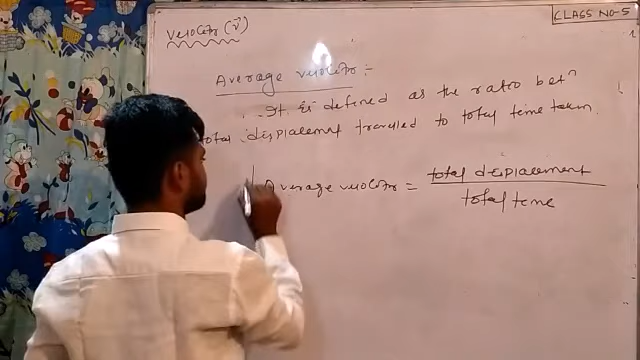 CLASS NO-5
Velocity (v⃗)
Average velocity :-
It is defined as the ratio betⁿ
total displacement travelled to total time taken.
Average velocity = total displacement
total time